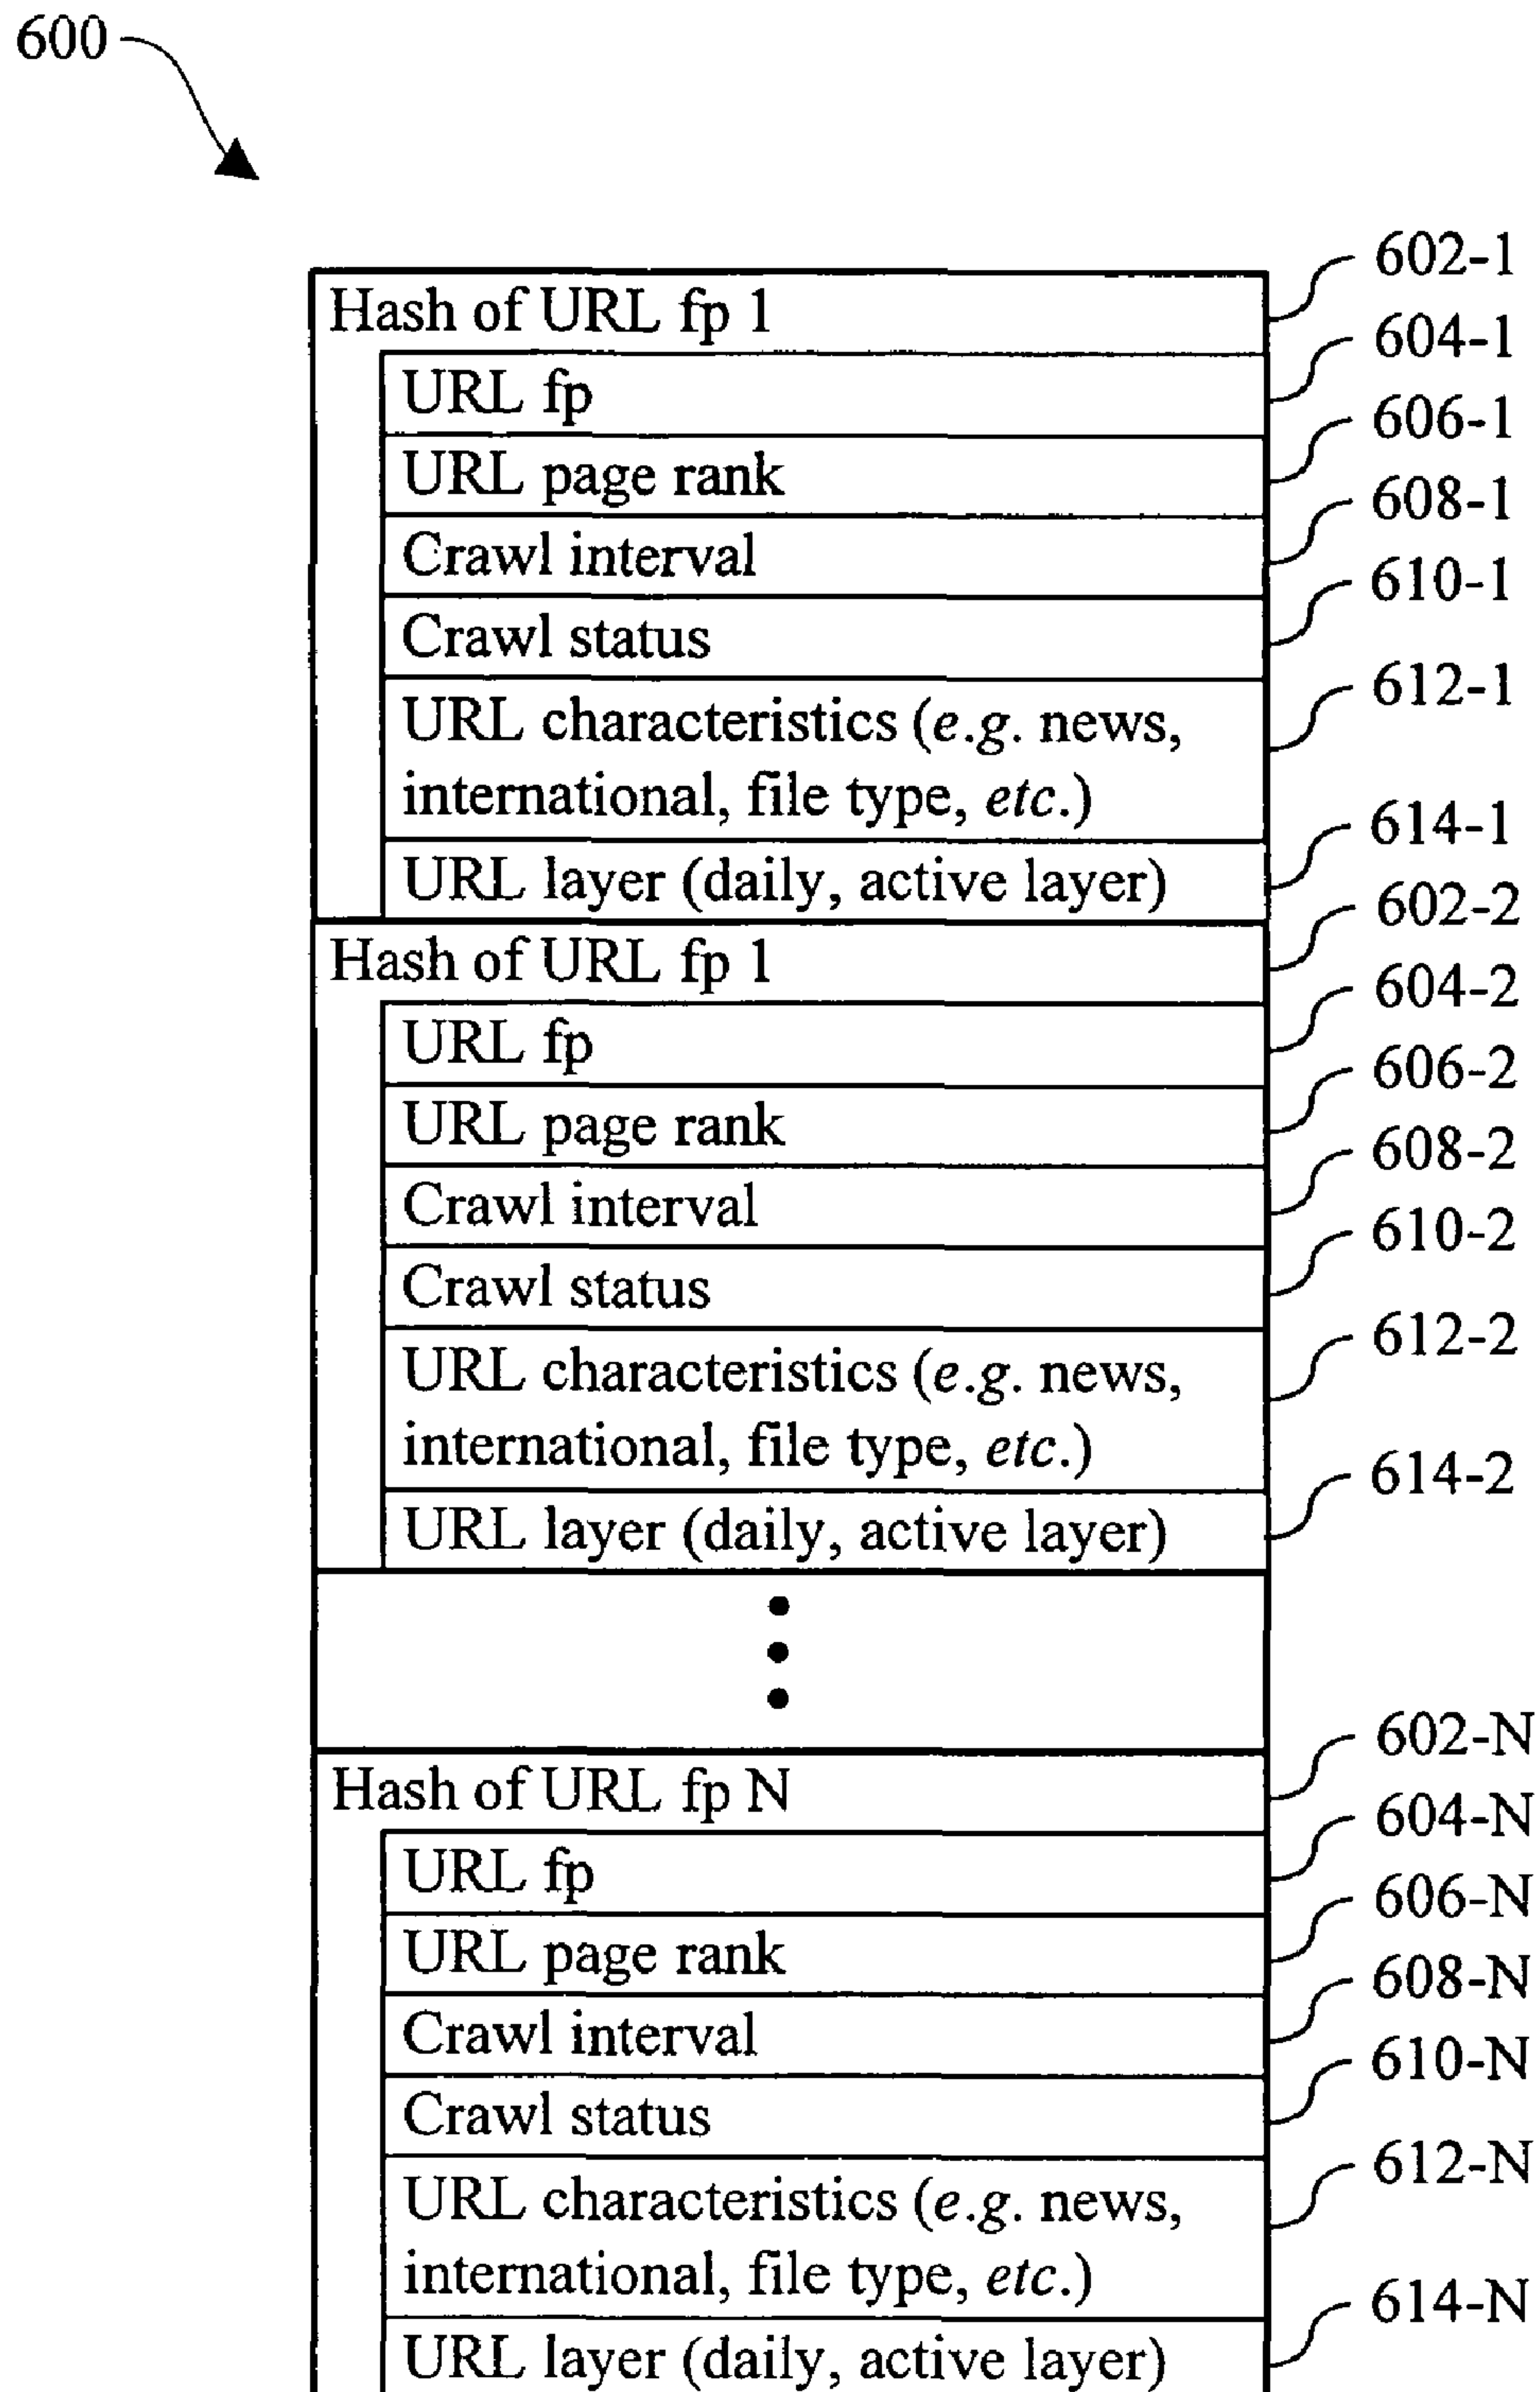 600
Hash of URL fp 1 602-1
URL fp 604-1
URL page rank 606-1
Crawl interval 608-1
Crawl status 610-1
URL characteristics (e.g. news, 612-1
international, file type, etc.)
URL layer (daily, active layer) 614-1
Hash of URL fp 1 602-2
URL fp 604-2
URL page rank 606-2
Crawl interval 608-2
Crawl status 610-2
URL characteristics (e.g. news, 612-2
international, file type, etc.)
URL layer (daily, active layer) 614-2
Hash of URL fp N 602-N
URL fp 604-N
URL page rank 606-N
Crawl interval 608-N
Crawl status 610-N
URL characteristics (e.g. news, 612-N
international, file type, etc.)
URL layer (daily, active layer) 614-N